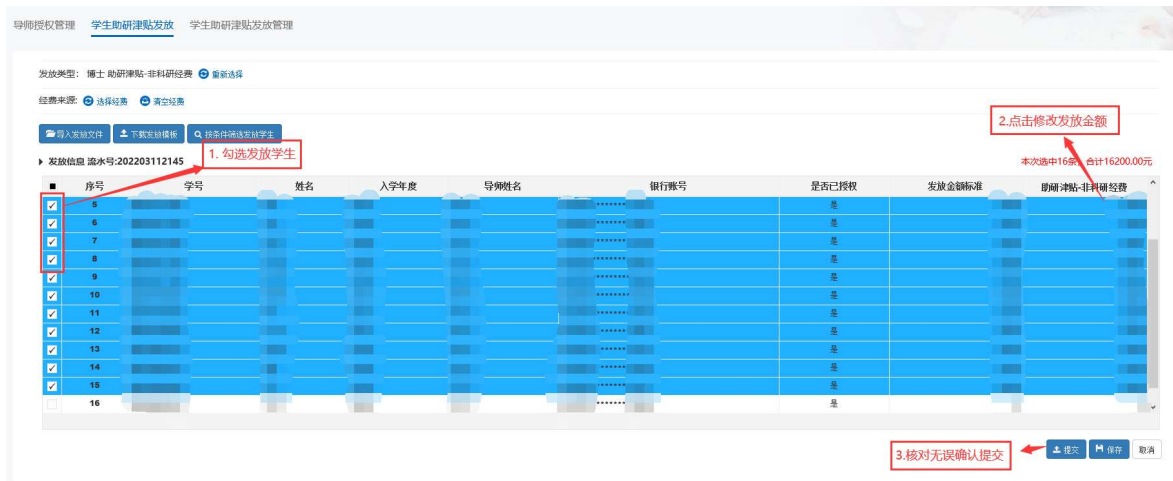 导师授权管理 学生助研津贴发放 学生助研津贴发放管理
发放类型: 博士 助研津贴-非科研经费 重新选择
经费来源: 选择经费 清空经费
2.点击修改发放金额
导入发放文件 下载发放模板 按条件筛选发放学生
1. 勾选发放学生
发放信息 流水号:202203112145
本次选中16条, 合计16200.00元
序号 学号 姓名 入学年度 导师姓名 银行账号 是否已授权 发放金额标准 助研津贴-非科研经费
5 ******* 是
6 ******* 是
7 ******* 是
8 ******* 是
9 ******* 是
10 ******* 是
11 ******* 是
12 ****** 是
13 ****** 是
14 ****** 是
15 ******* 是
16 ******* 是
3.核对无误确认提交
提交 保存 取消